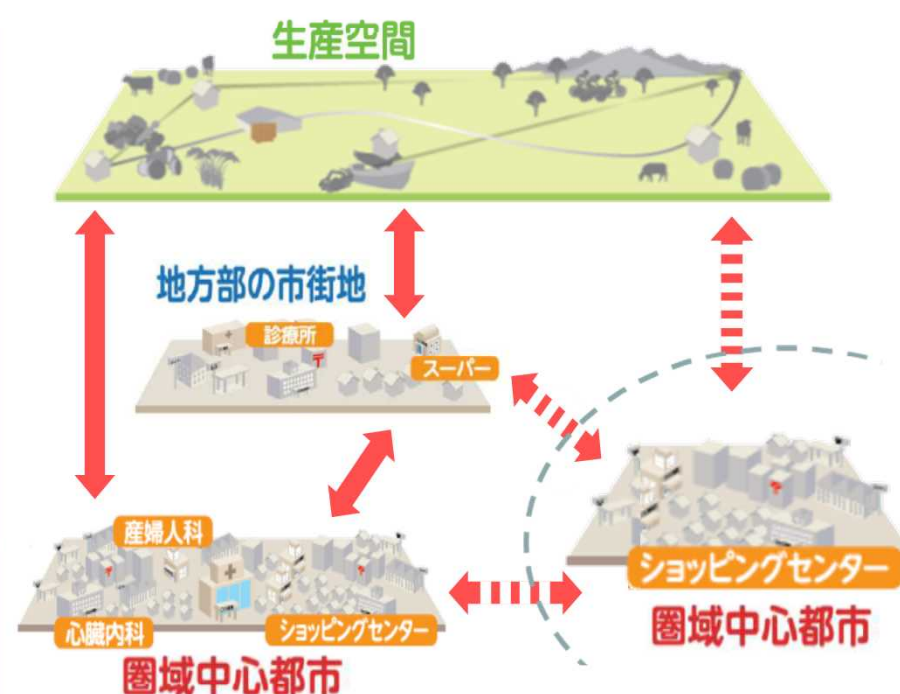 生産空間
地方部の市街地
診療所
スーパー
産婦人科
心臓内科
ショッピングセンター
圏域中心都市
ショッピングセンター
圏域中心都市